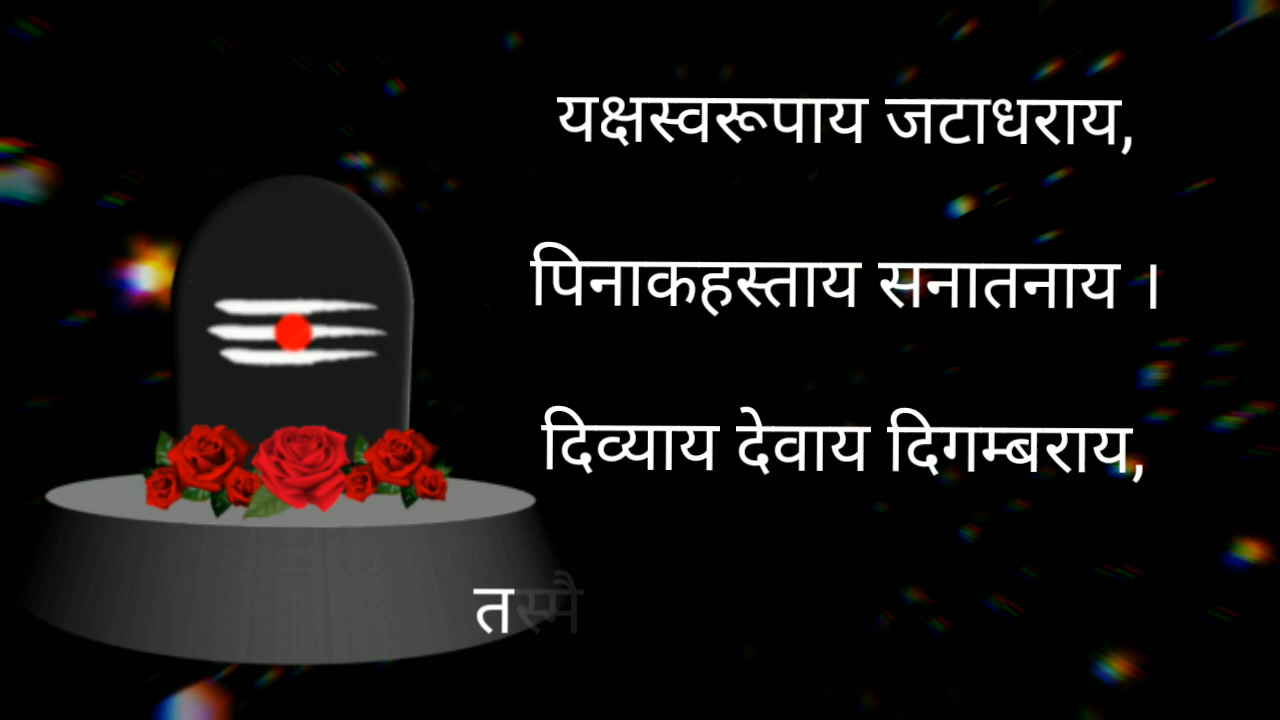 यक्षस्वरूपाय जटाधराय,
पिनाकहस्ताय सनातनाय ।
दिव्याय देवाय दिगम्बराय,
तस्मै